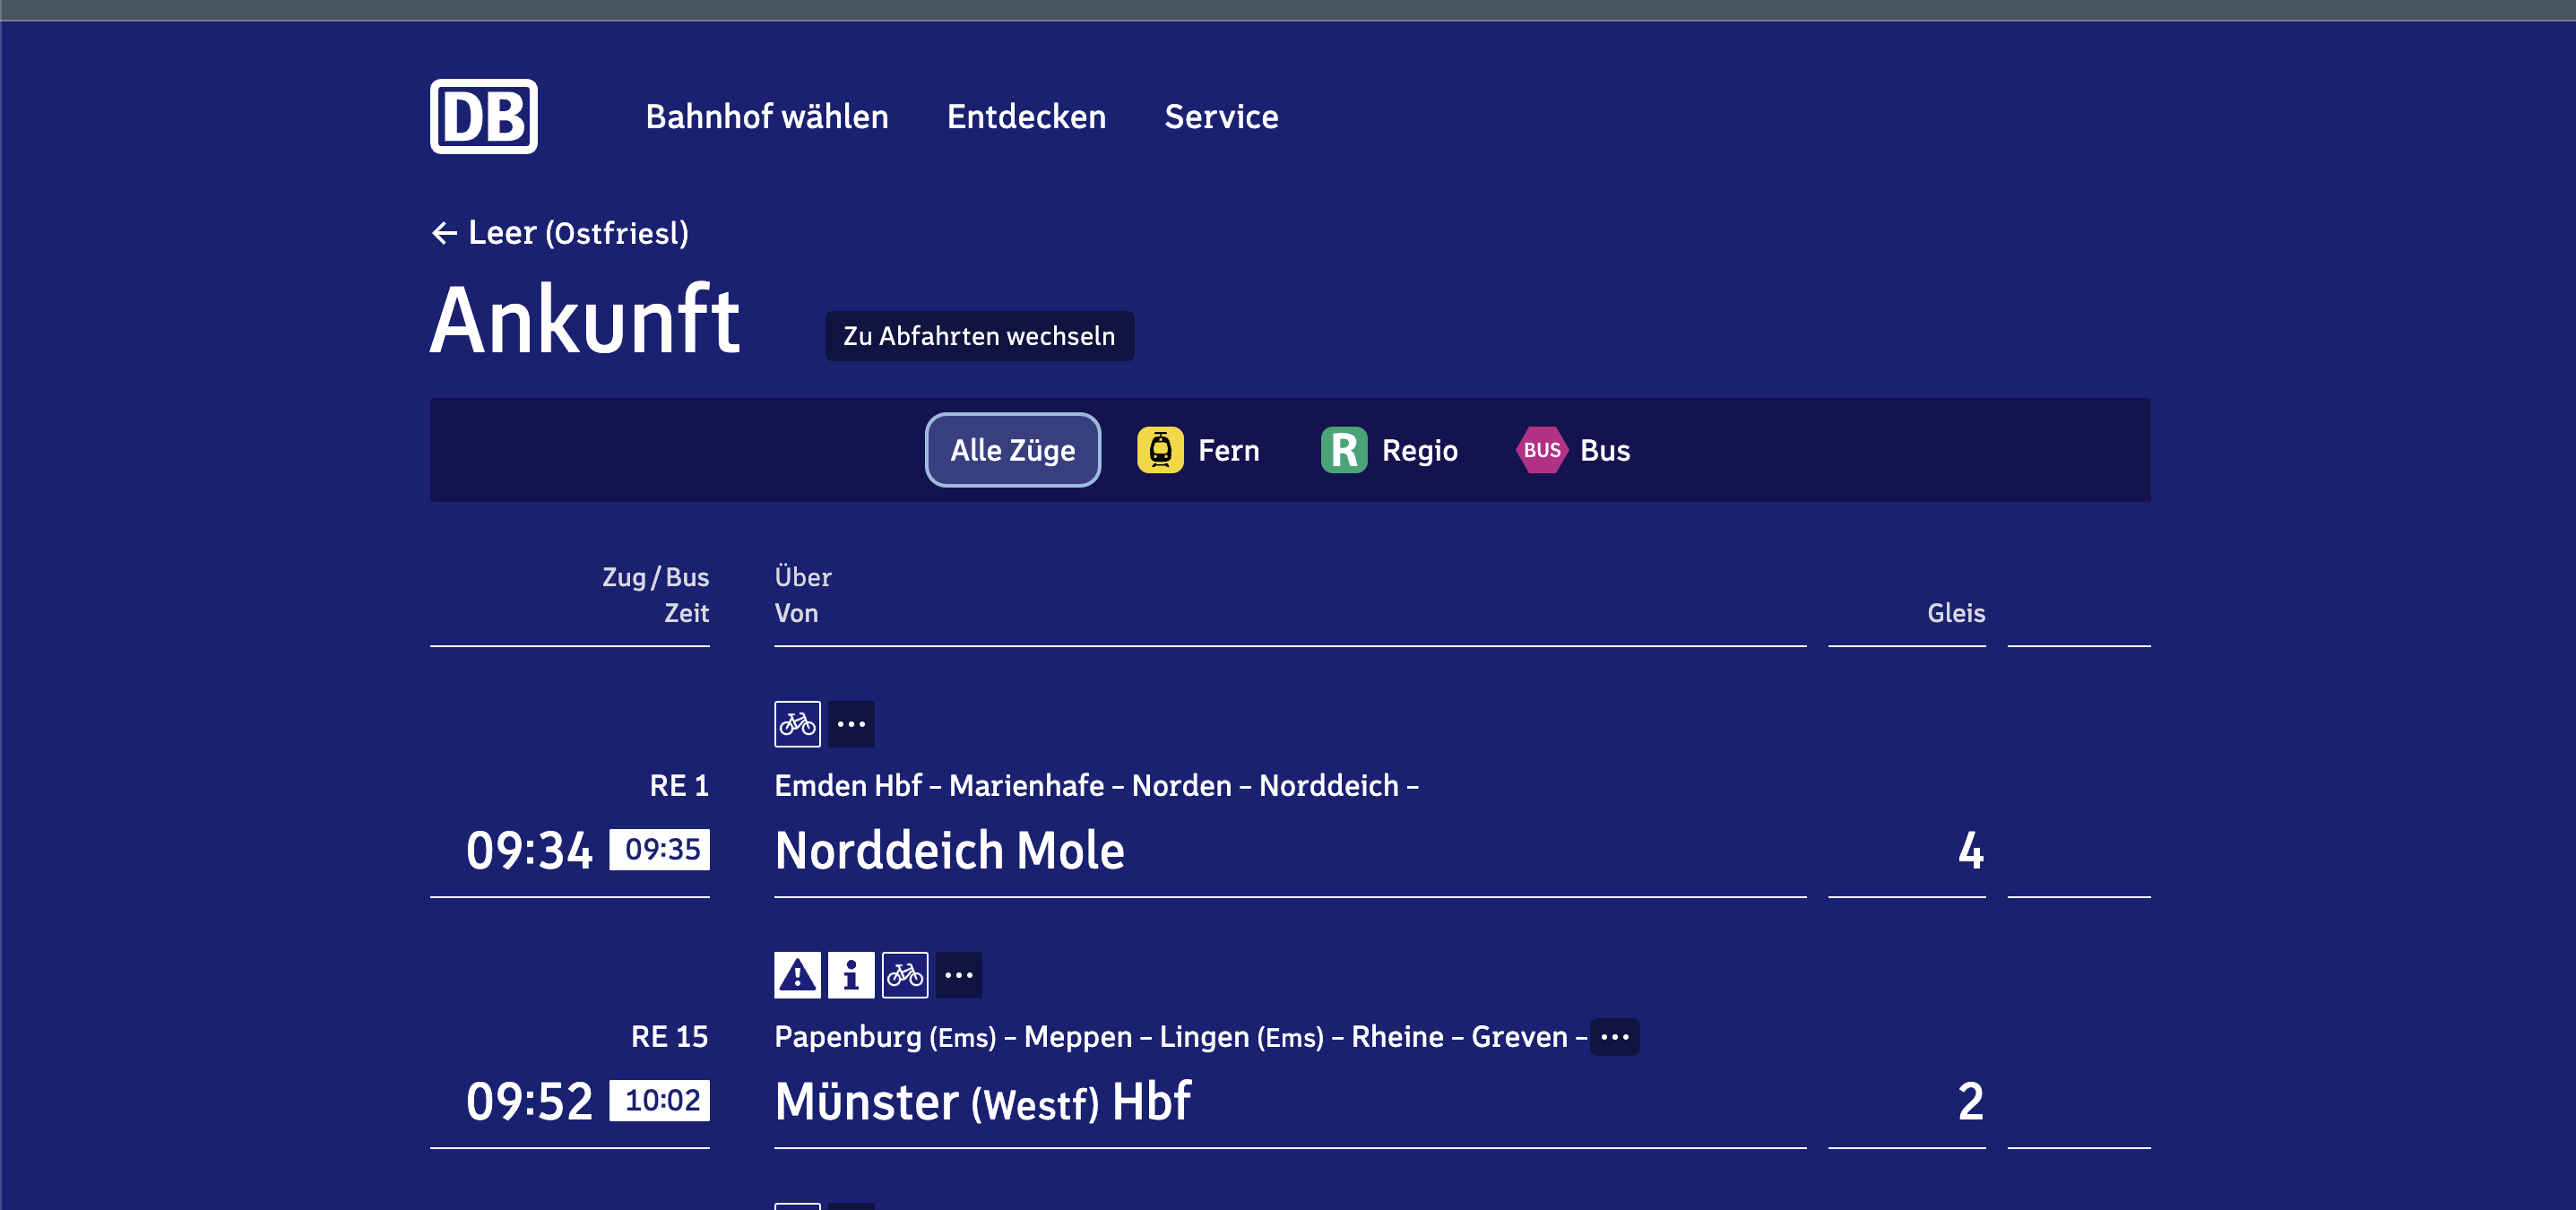 DB Bahnhof wählen Entdecken Service
← Leer (Ostfriesl)
Ankunft Zu Abfahrten wechseln
Alle Züge Fern R Regio BUS Bus
Zug / Bus Über
Zeit Von Gleis
...
RE 1 Emden Hbf – Marienhafe – Norden – Norddeich –
09:34 09:35 Norddeich Mole 4
i ...
RE 15 Papenburg (Ems) – Meppen – Lingen (Ems) – Rheine – Greven – ...
09:52 10:02 Münster (Westf) Hbf 2